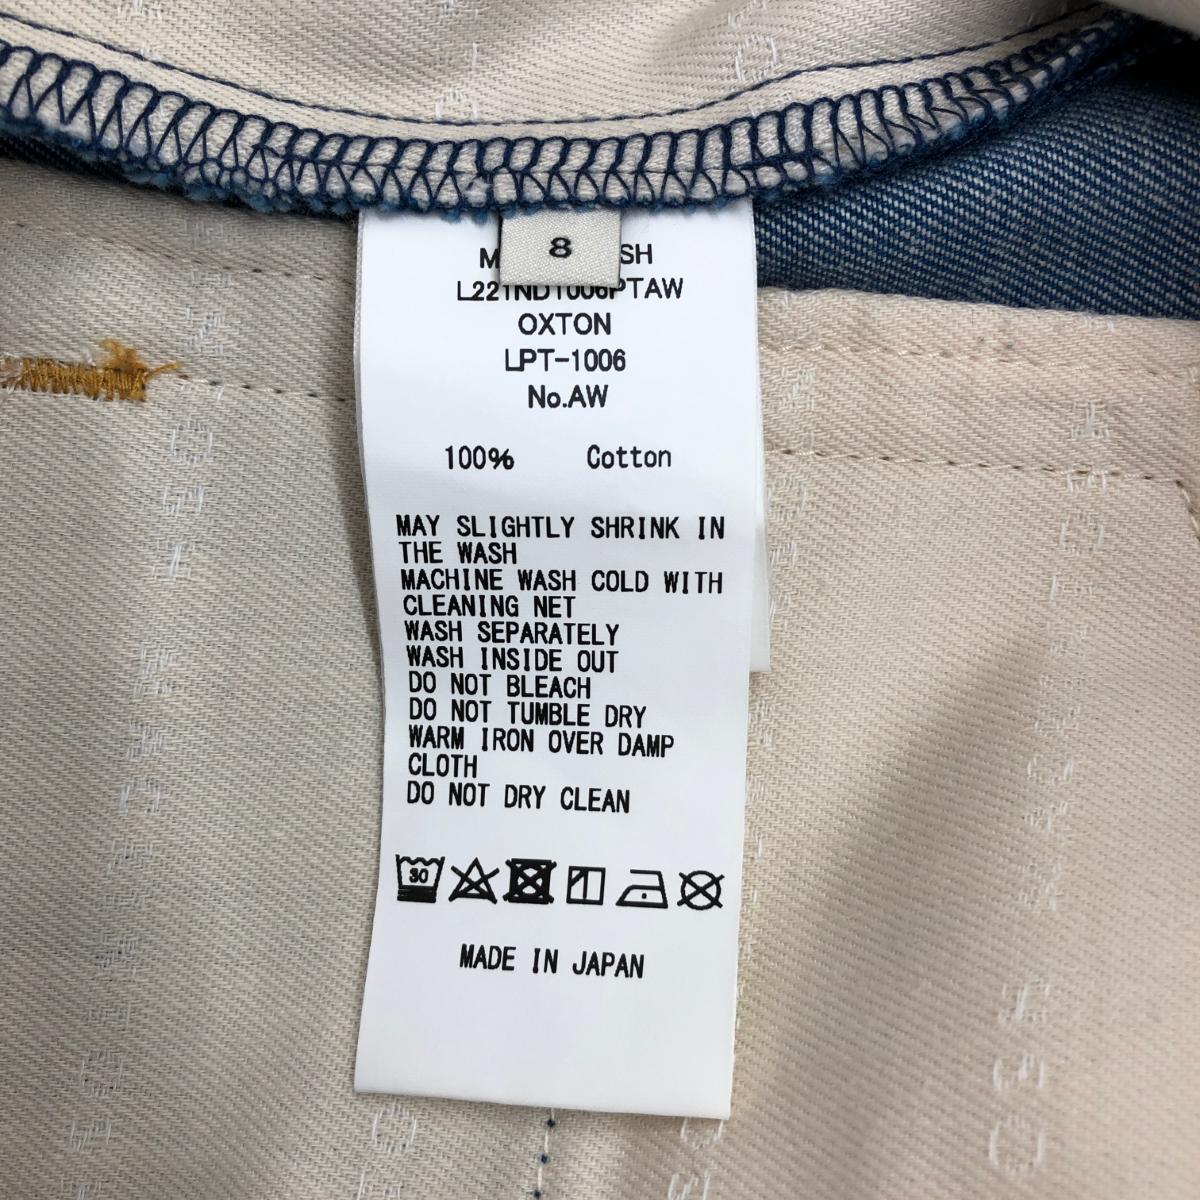 8
SH
L221ND1006PTAW
OXTON
LPT-1006
No.AW
100% Cotton
MAY SLIGHTLY SHRINK IN
THE WASH
MACHINE WASH COLD WITH
CLEANING NET
WASH SEPARATELY
WASH INSIDE OUT
DO NOT BLEACH
DO NOT TUMBLE DRY
WARM IRON OVER DAMP
CLOTH
DO NOT DRY CLEAN
30
MADE IN JAPAN